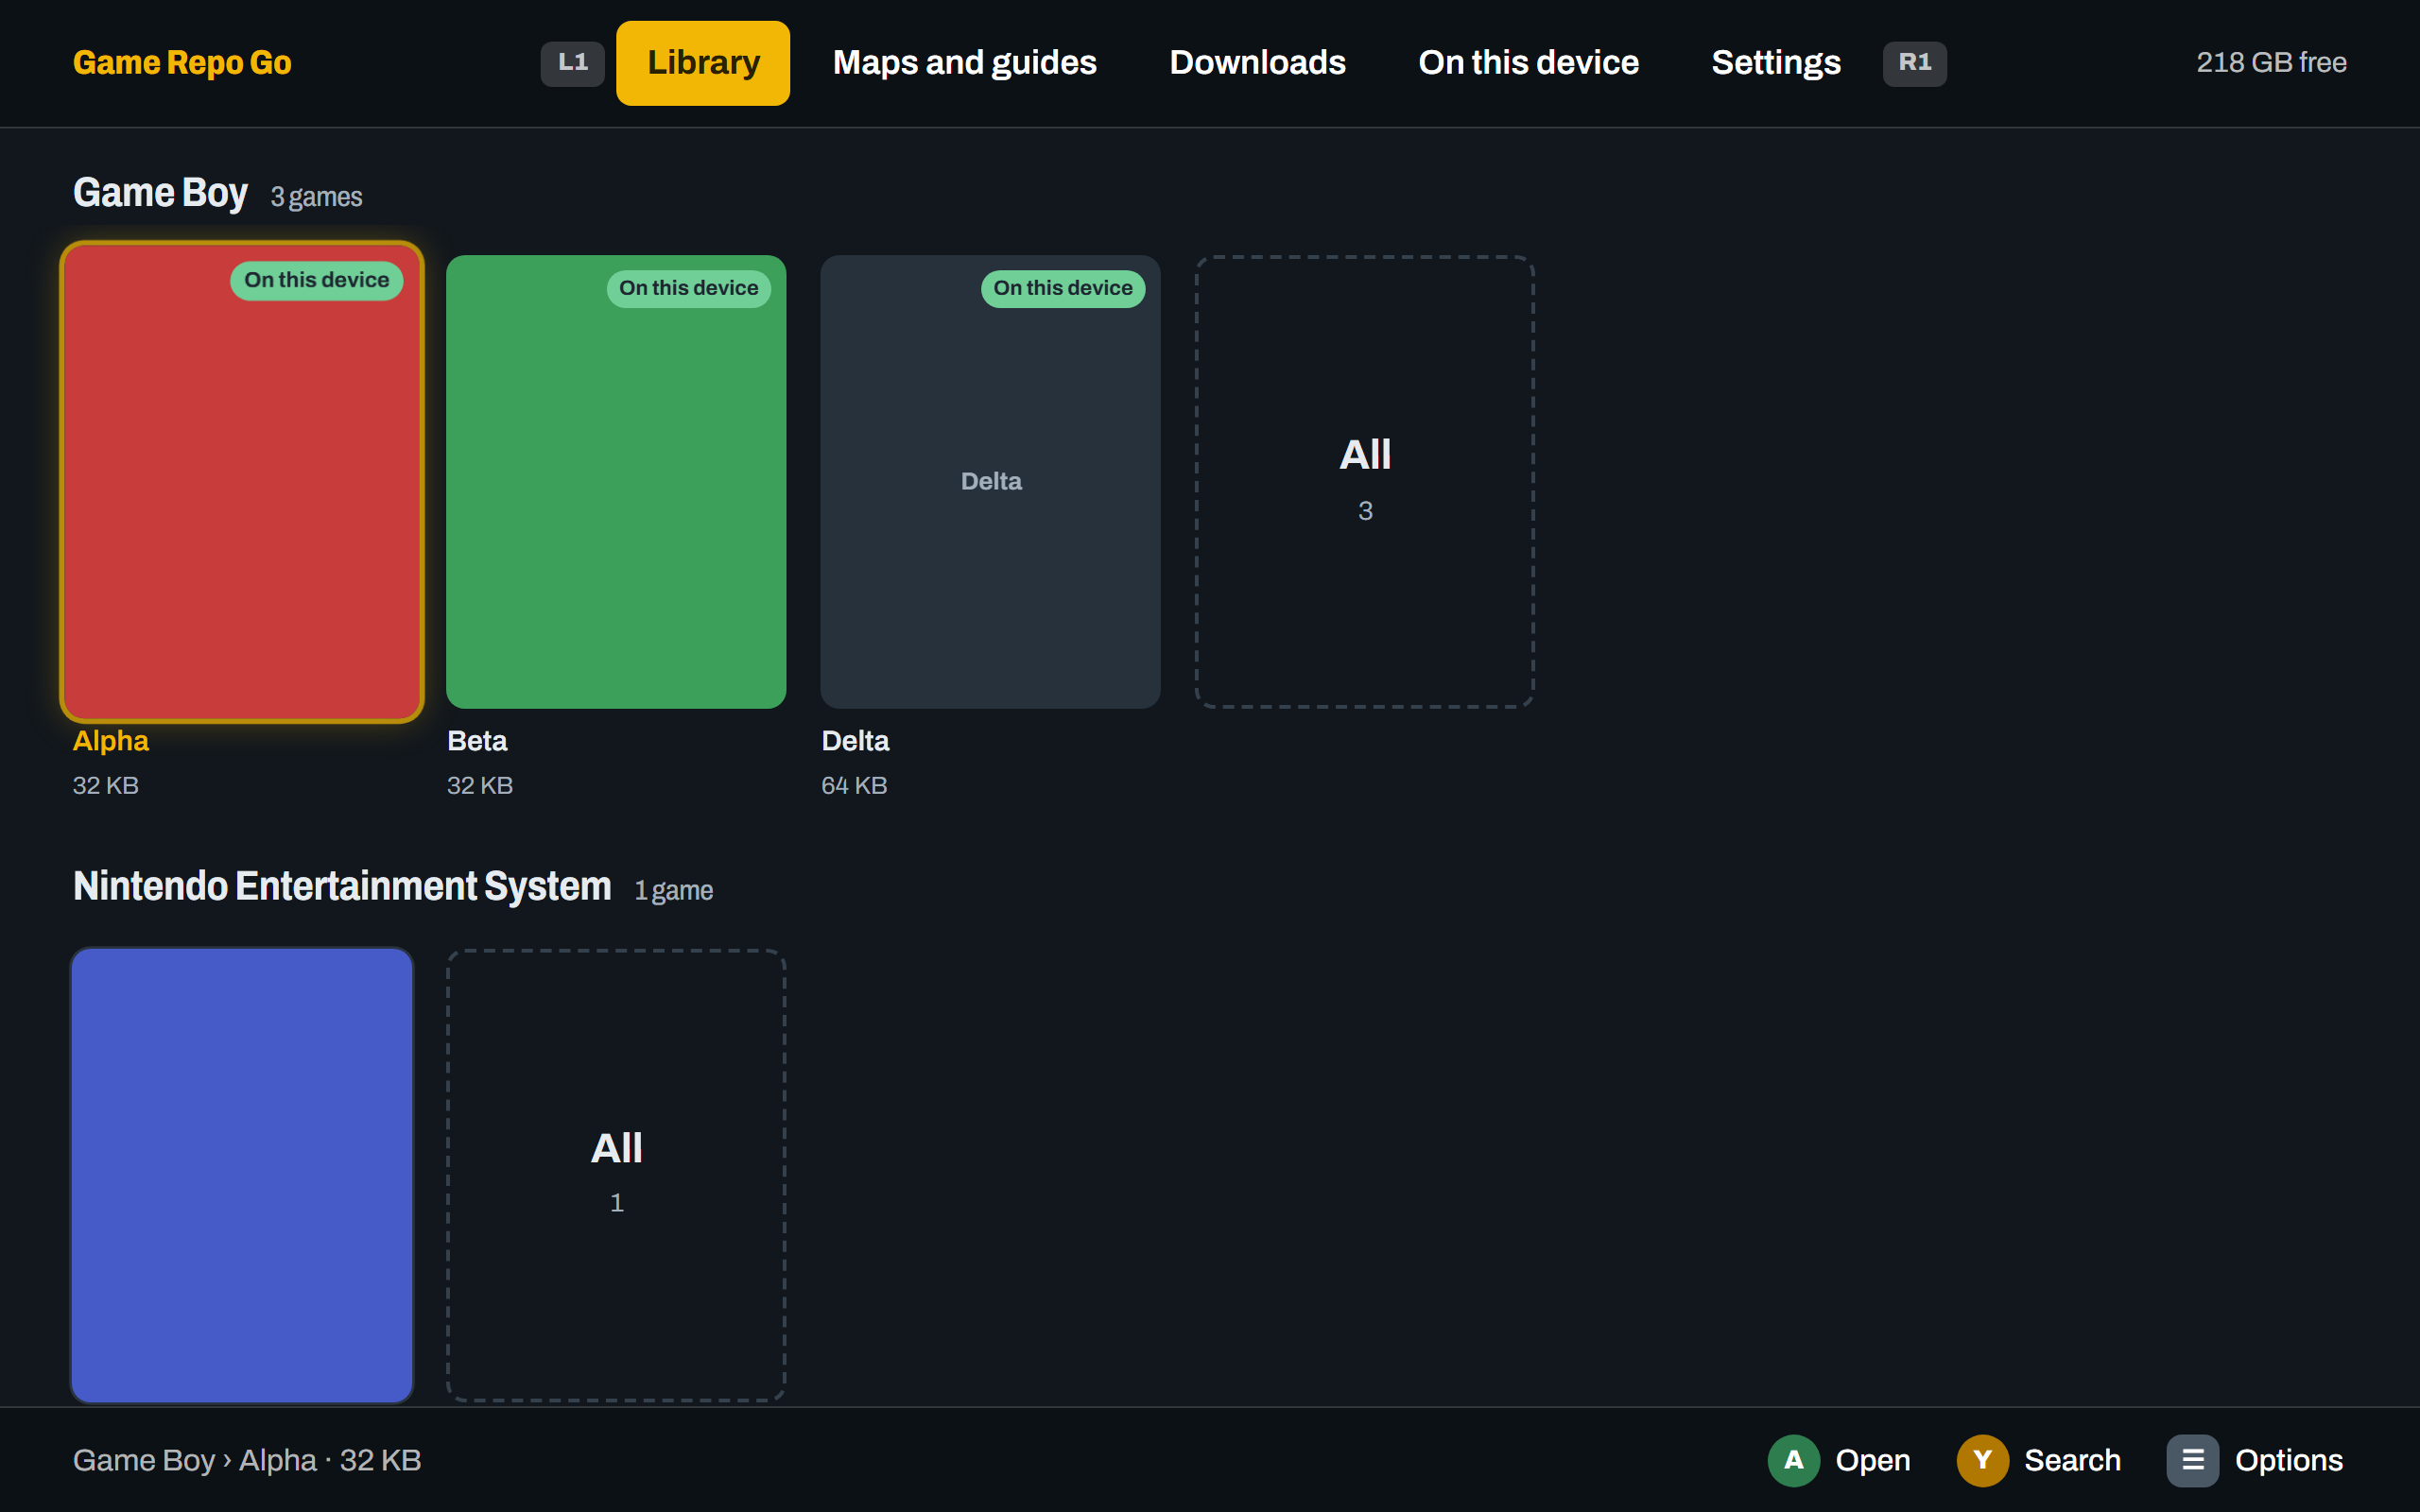 Game Repo Go
L1
Library
Maps and guides
Downloads
On this device
Settings
R1
218 GB free
Game Boy 3 games
On this device
On this device
On this device
Delta
All
3
Alpha
32 KB
Beta
32 KB
Delta
64 KB
Nintendo Entertainment System 1 game
All
1
Game Boy › Alpha · 32 KB
A Open
Y Search
☰ Options